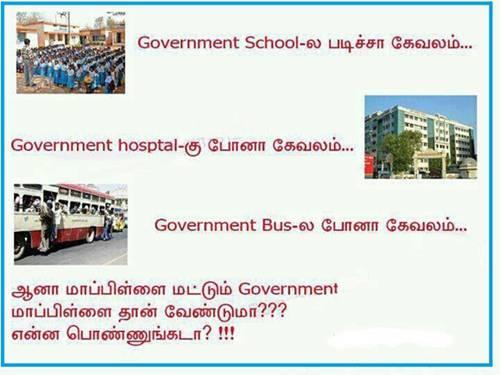 Government School-ல படிச்சா கேவலம்...
Government hosptal-கு போனா கேவலம்...
Government Bus-ல போனா கேவலம்...
ஆனா மாப்பிள்ளை மட்டும் Government
மாப்பிள்ளை தான் வேண்டுமா???
என்ன பொண்ணுங்கடா? !!!